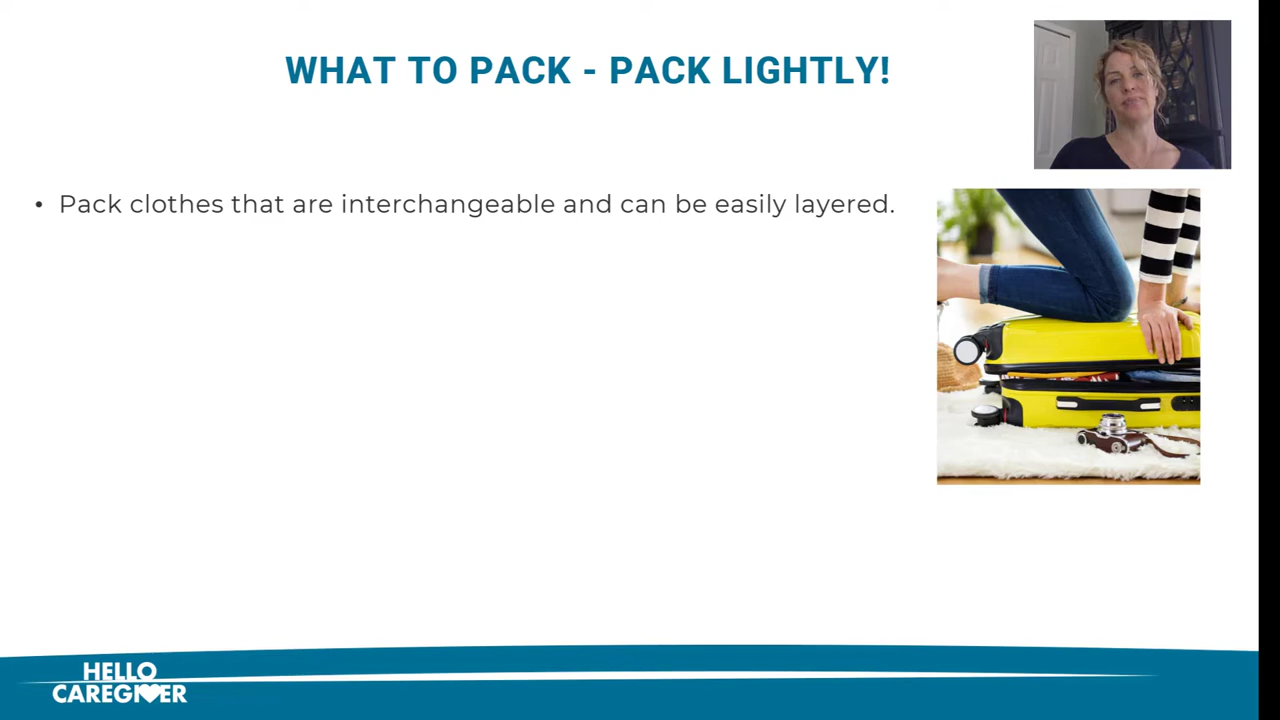 WHAT TO PACK - PACK LIGHTLY!
• Pack clothes that are interchangeable and can be easily layered.
HELLO
CAREGIVER